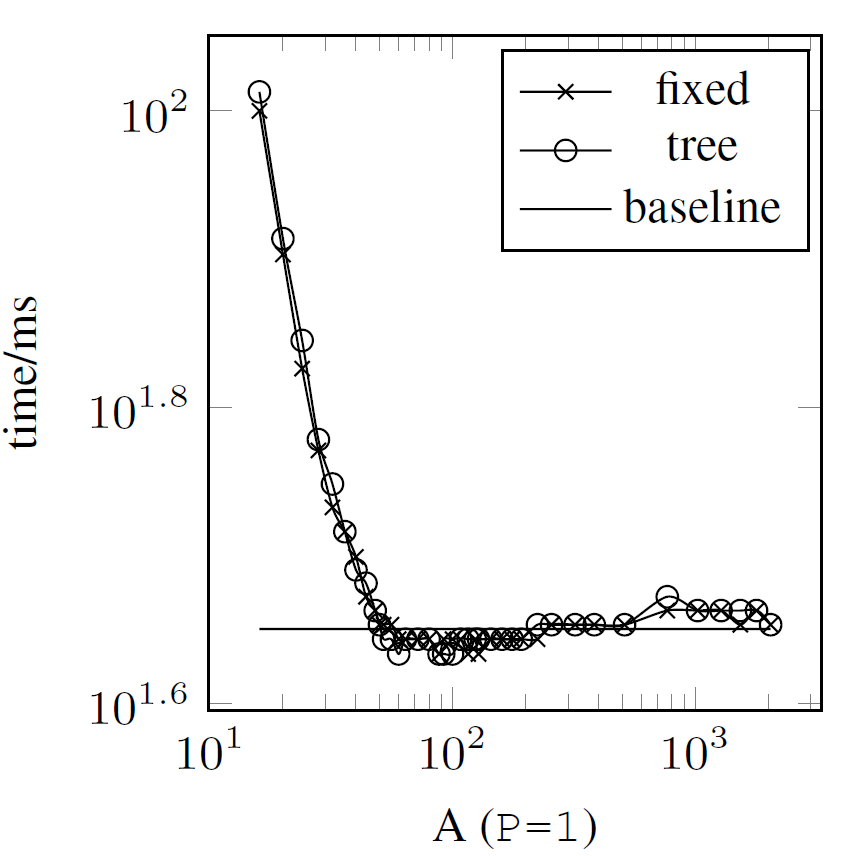 fixed
tree
baseline
time/ms
10^2
10^1.8
10^1.6
10^1
10^2
10^3
A (P=1)